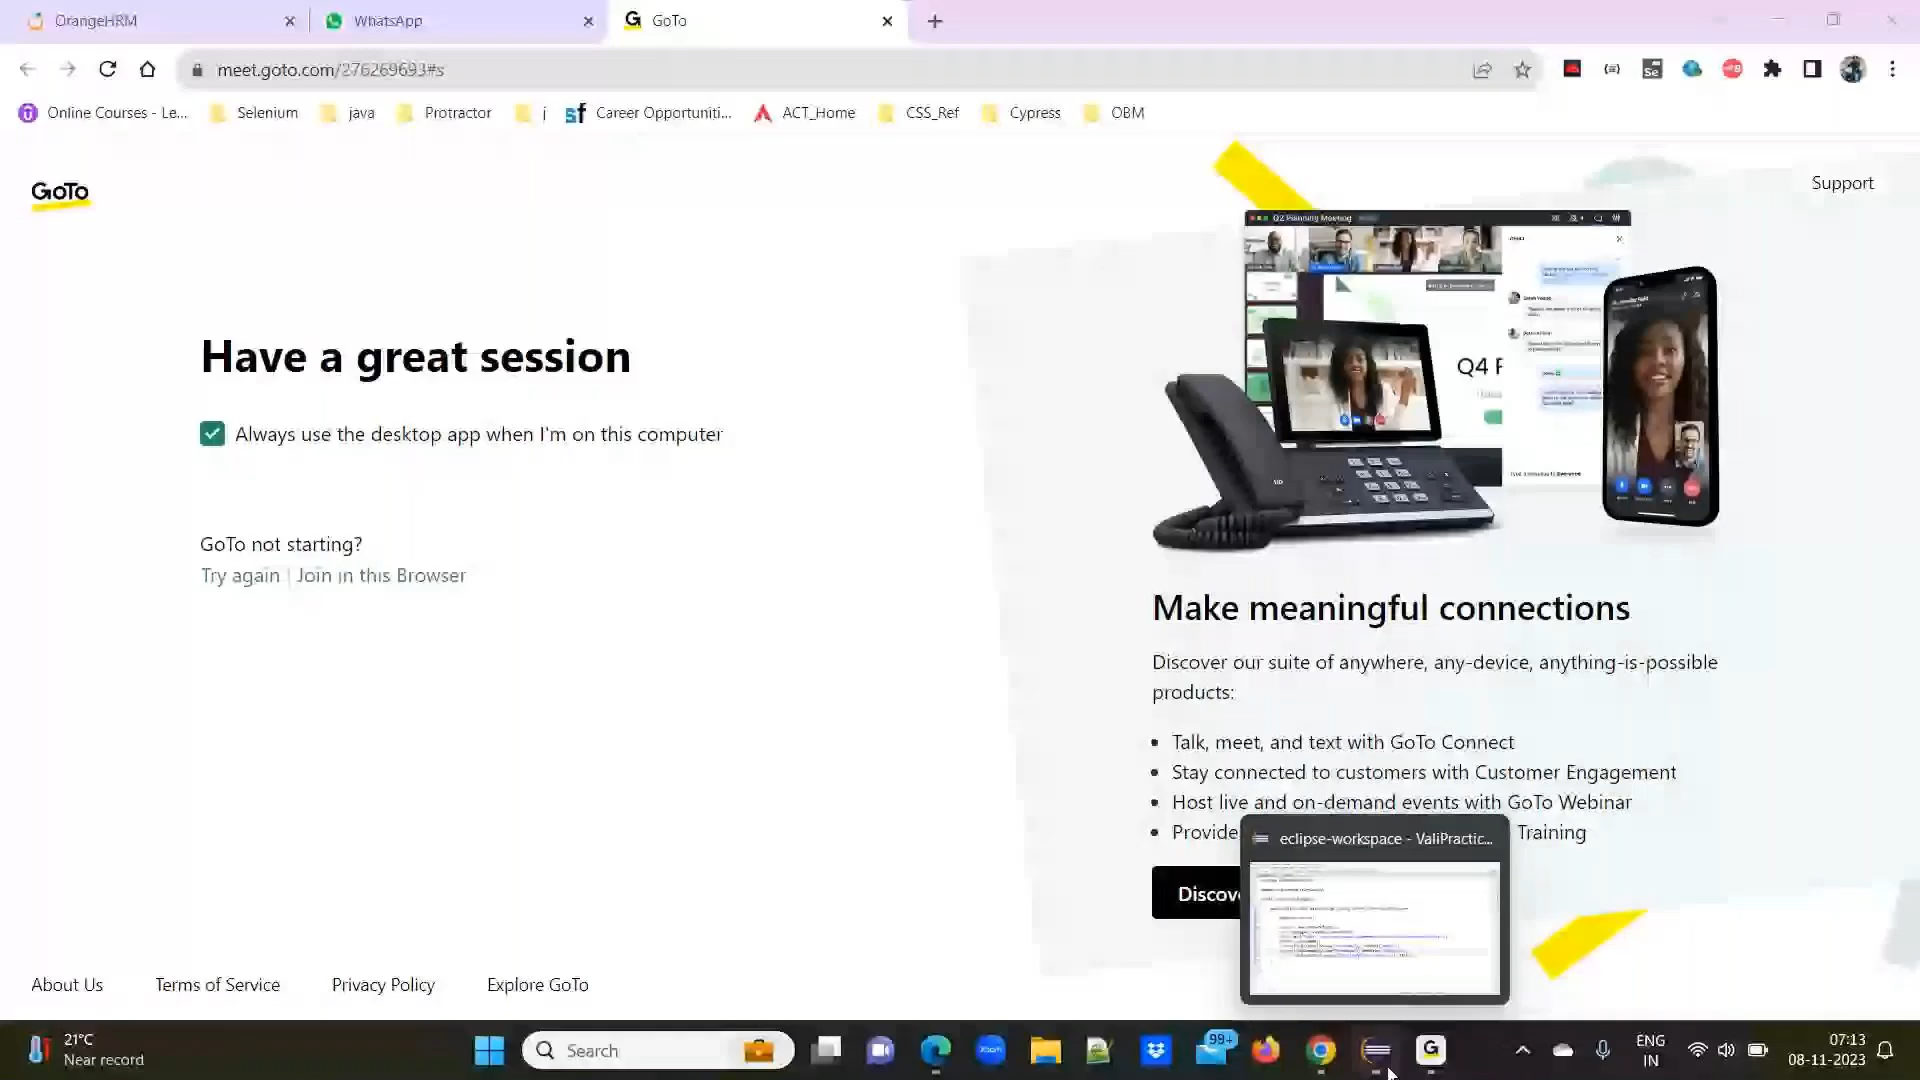 OrangeHRM
WhatsApp
GoTo
meet.goto.com/276269693#s
Online Courses - Le...
Selenium
java
Protractor
j
Career Opportuniti...
ACT_Home
CSS_Ref
Cypress
OBM
GoTo
Support
Q2 Planning Meeting
Have a great session
Always use the desktop app when I'm on this computer
GoTo not starting?
Try again | Join in this Browser
Make meaningful connections
Discover our suite of anywhere, any-device, anything-is-possible
products:
Talk, meet, and text with GoTo Connect
Stay connected to customers with Customer Engagement
Host live and on-demand events with GoTo Webinar
Provide Training
eclipse-workspace - ValiPractic...
Discove
About Us
Terms of Service
Privacy Policy
Explore GoTo
21°C
Near record
Search
zoom
99+
ENG
IN
07:13
08-11-2023